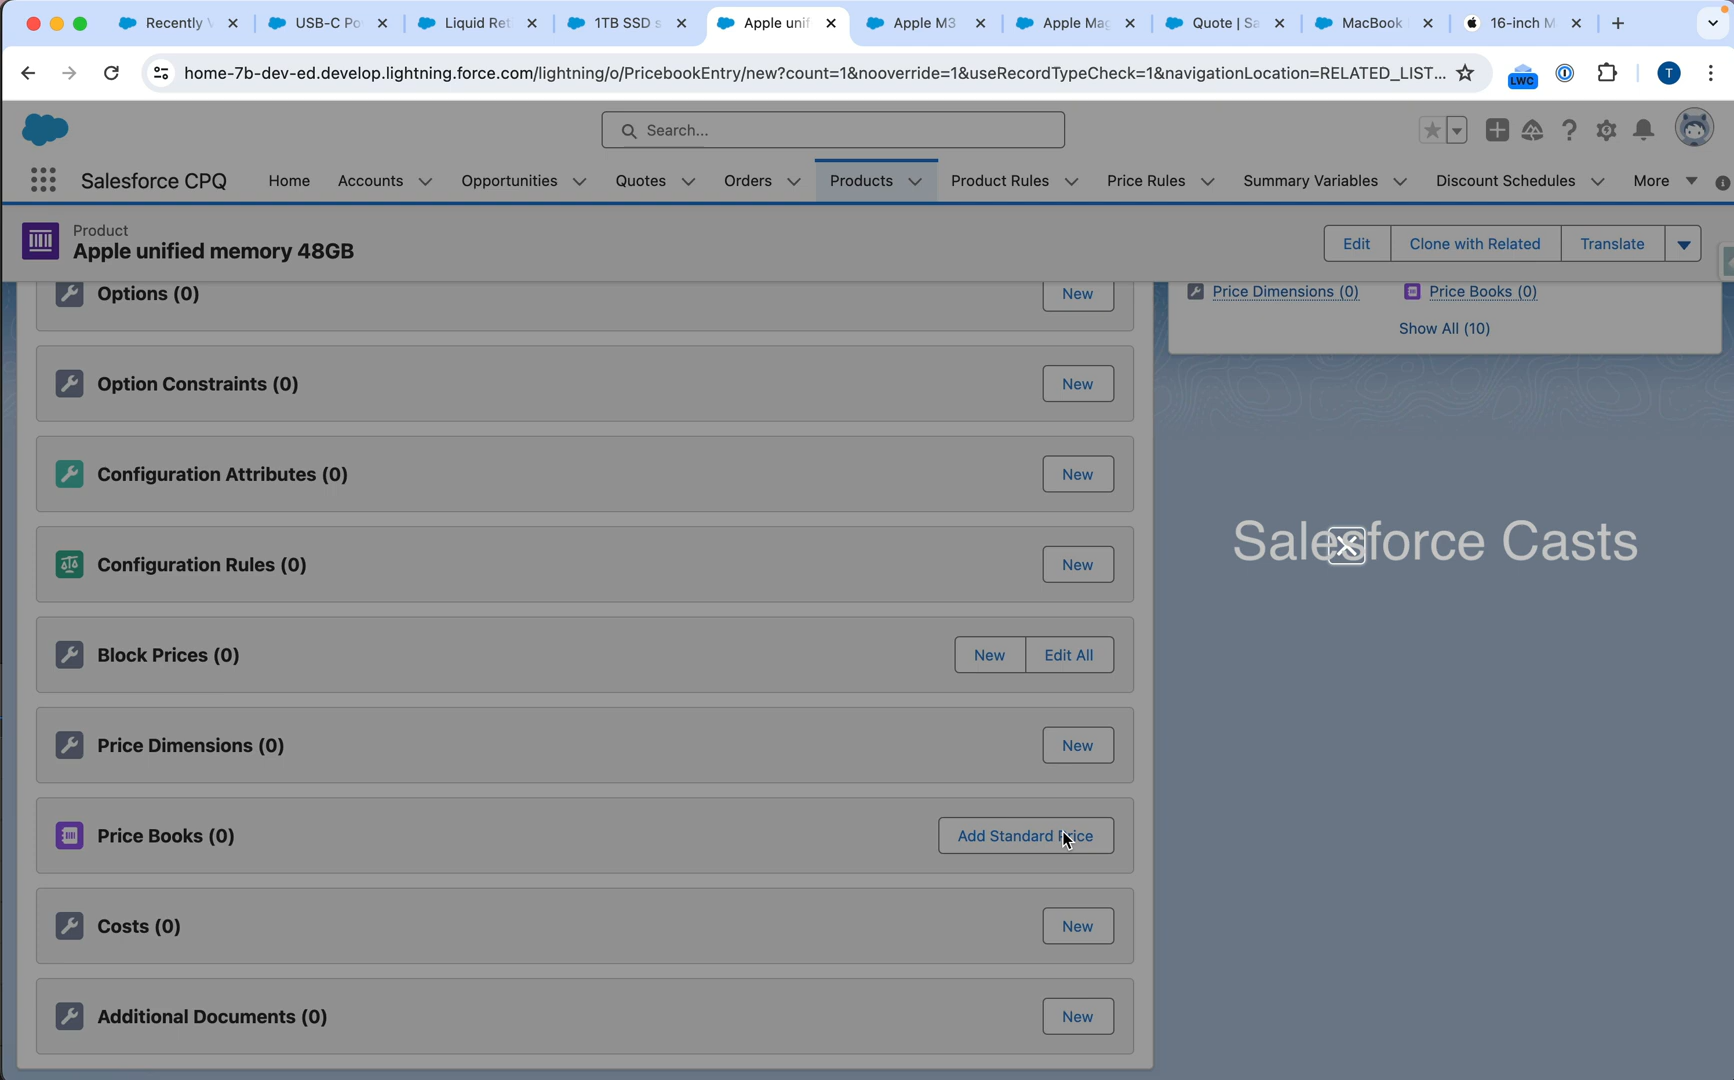 Recently
USB-C Po
Liquid Ret
1TB SSD s
Apple unif
Apple M3
Apple Mag
Quote | Sa
MacBook
16-inch M
home-7b-dev-ed.develop.lightning.force.com/lightning/o/PricebookEntry/new?count=1&nooverride=1&useRecordTypeCheck=1&navigationLocation=RELATED_LIST...
LWC
T
Search...
Salesforce CPQ
Home
Accounts
Opportunities
Quotes
Orders
Products
Product Rules
Price Rules
Summary Variables
Discount Schedules
More
Product
Apple unified memory 48GB
Edit
Clone with Related
Translate
Options (0)
New
Price Dimensions (0)
Price Books (0)
Show All (10)
Option Constraints (0)
New
Configuration Attributes (0)
New
Salesforce Casts
Configuration Rules (0)
New
Block Prices (0)
New
Edit All
Price Dimensions (0)
New
Price Books (0)
Add Standard Price
Costs (0)
New
Additional Documents (0)
New